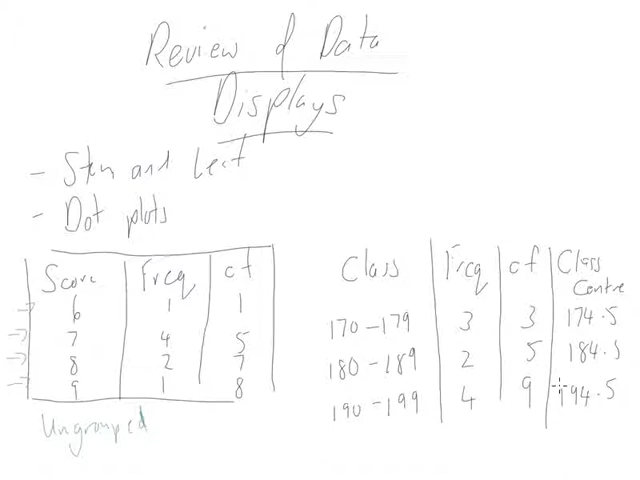 Review of Data
Displays
- Stem and Leaf
- Dot plots
Score Freq cf
6 1 1
7 4 5
8 2 7
9 1 8
Ungrouped
Class Freq cf Class Centre
170-179 3 3 174.5
180-189 2 5 184.5
190-199 4 9 194.5